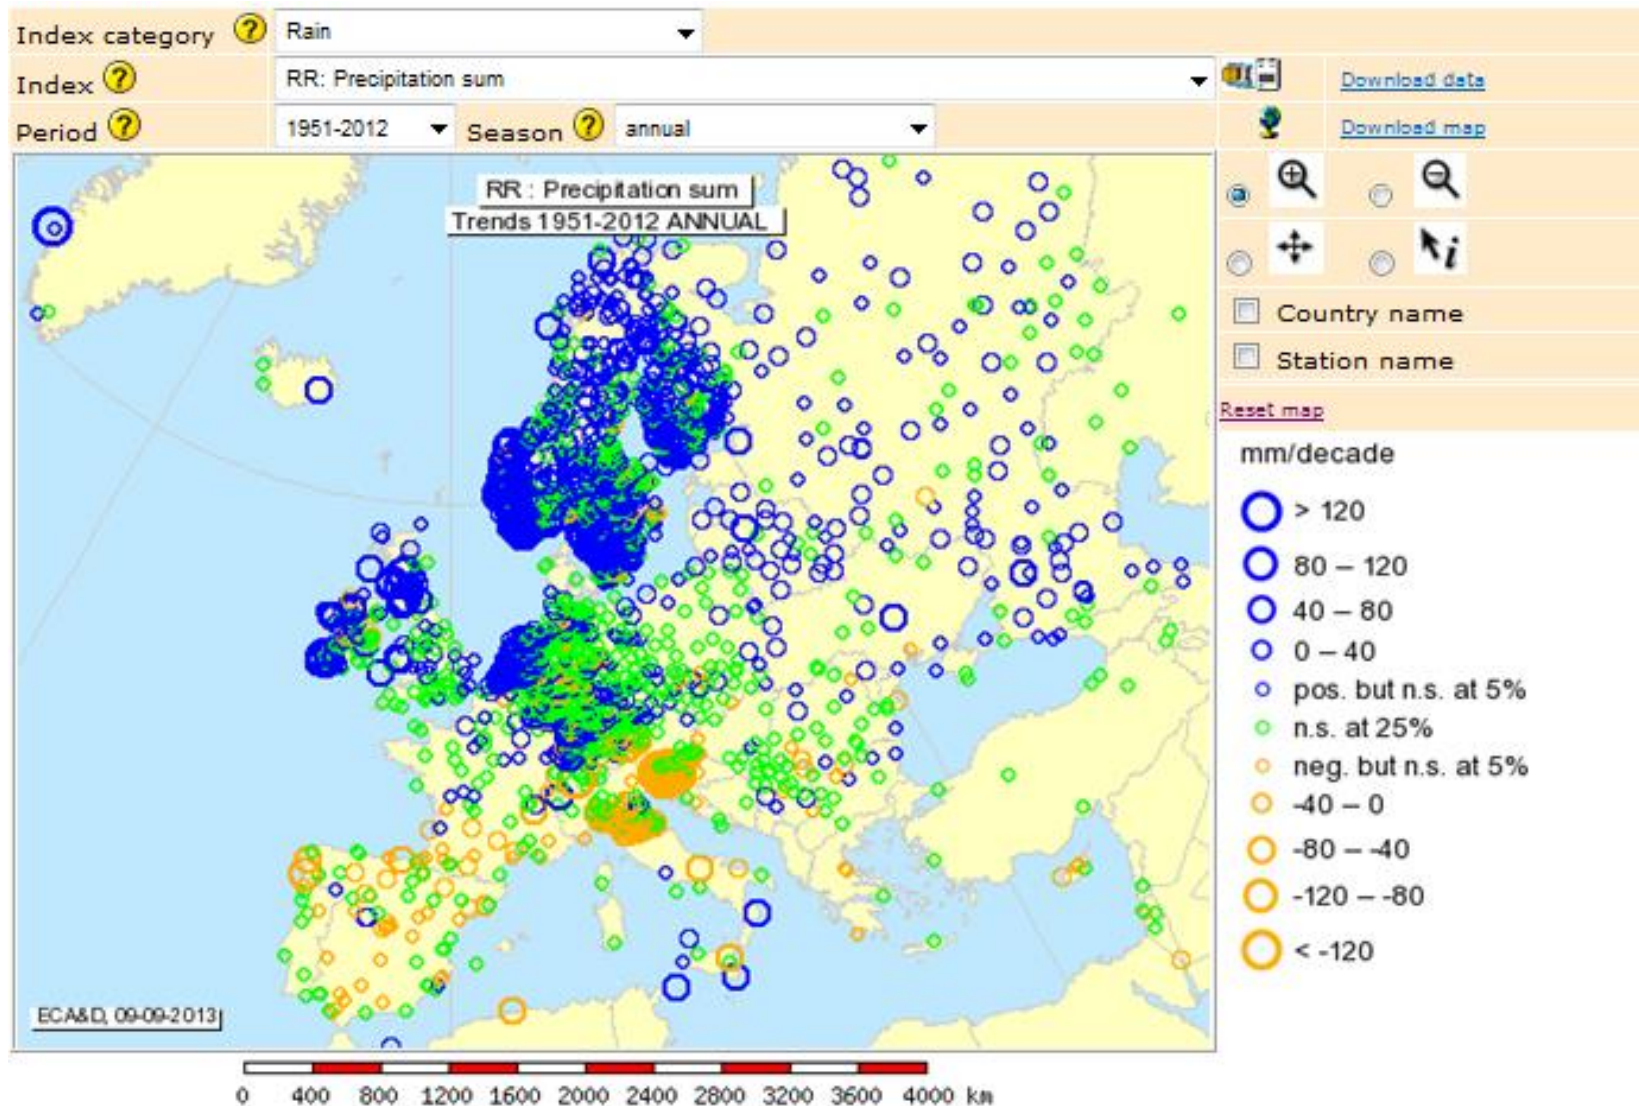 Index category ? Rain
Index ? RR: Precipitation sum
Download data
Period ? 1951-2012 Season ? annual
Download map
RR : Precipitation sum
Trends 1951-2012 ANNUAL
Country name
Station name
Reset map
mm/decade
> 120
80 – 120
40 – 80
0 – 40
pos. but n.s. at 5%
n.s. at 25%
neg. but n.s. at 5%
-40 – 0
-80 – -40
-120 – -80
< -120
ECA&D, 09-09-2013
0 400 800 1200 1600 2000 2400 2800 3200 3600 4000 km